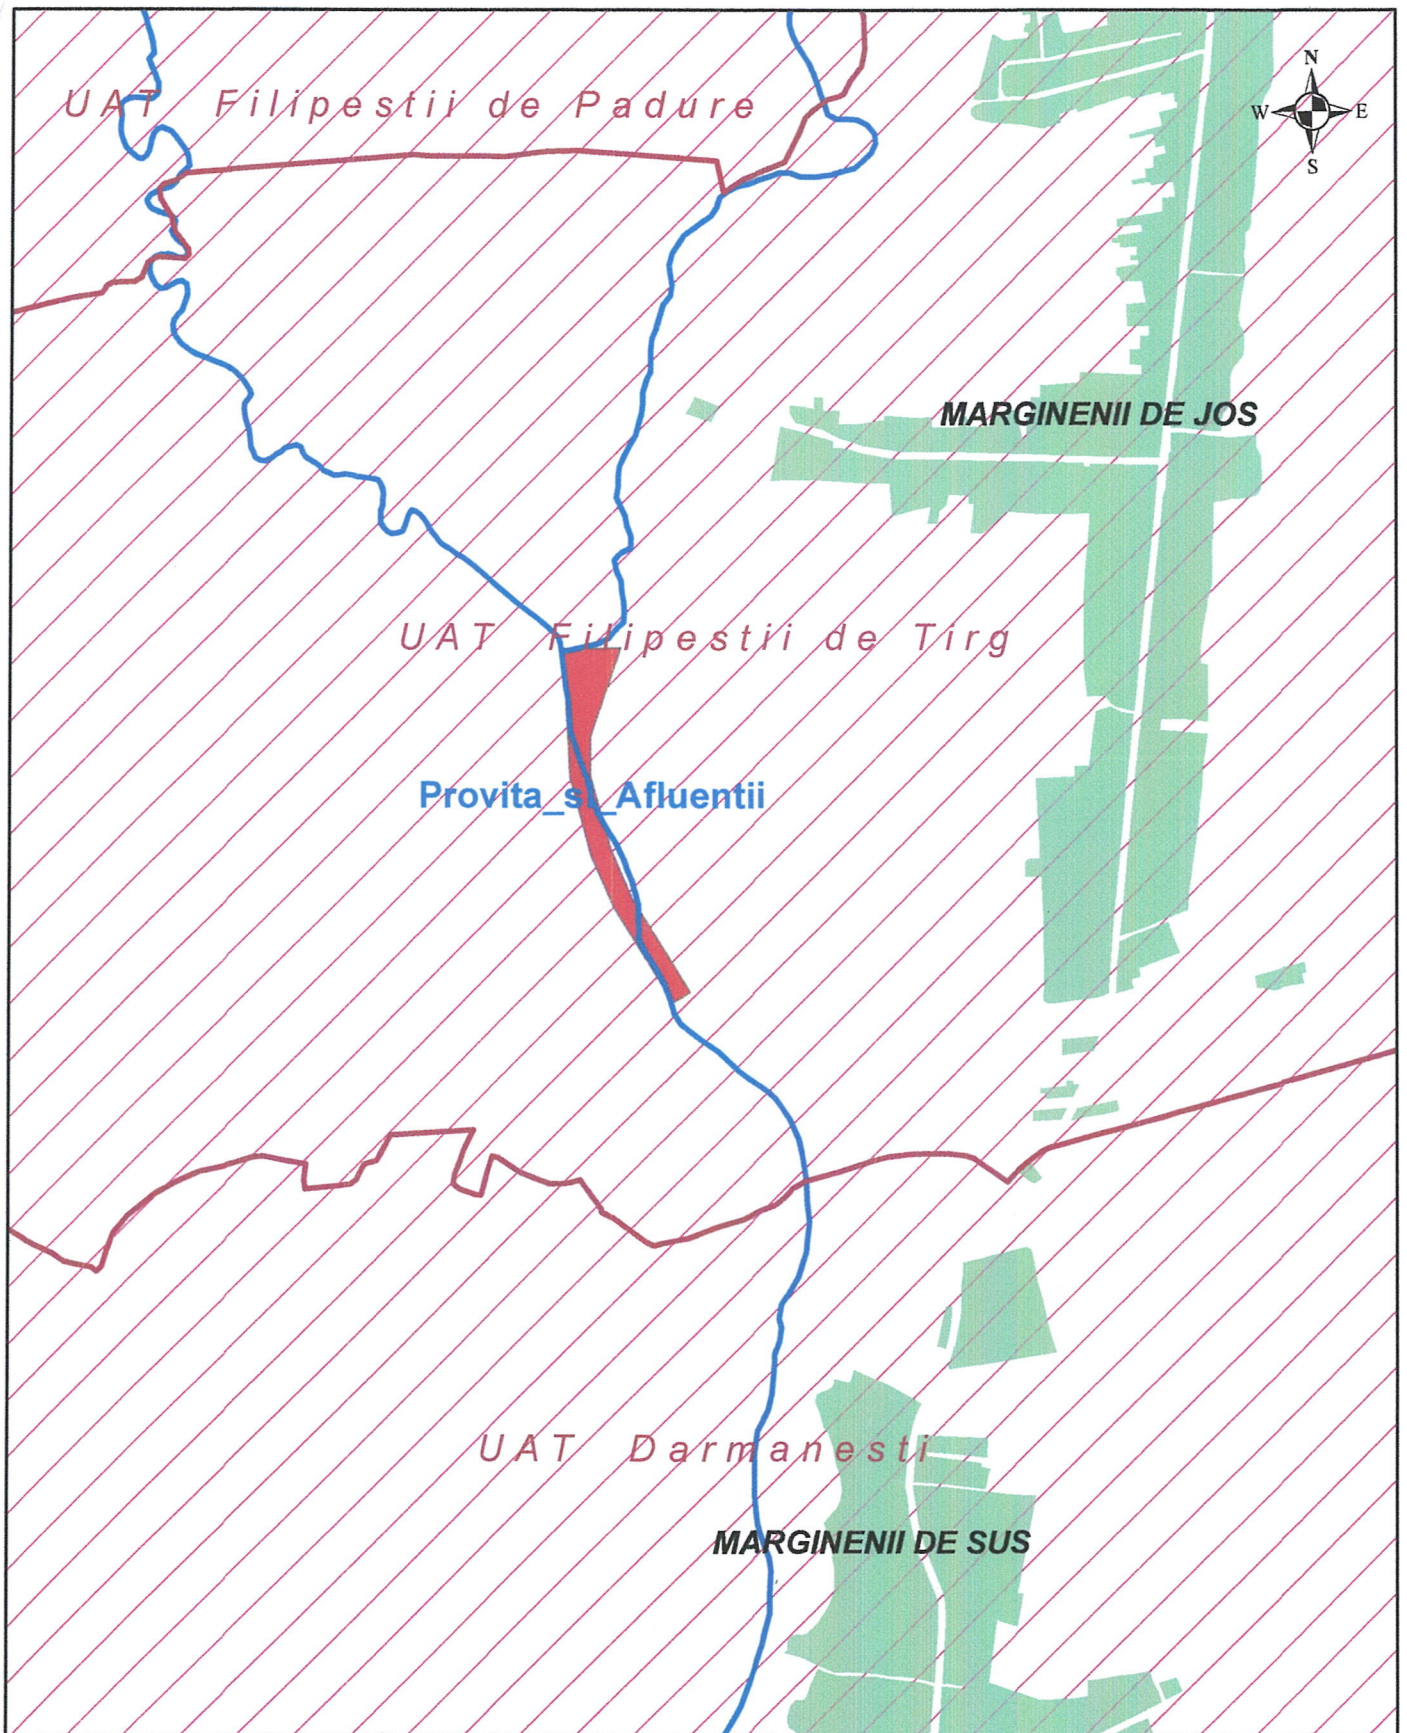 N
UAT Filipestii de Padure
W E
S
MARGINENII DE JOS
UAT Filipestii de Tirg
Provita_si_Afluentii
UAT Darmanesti
MARGINENII DE SUS